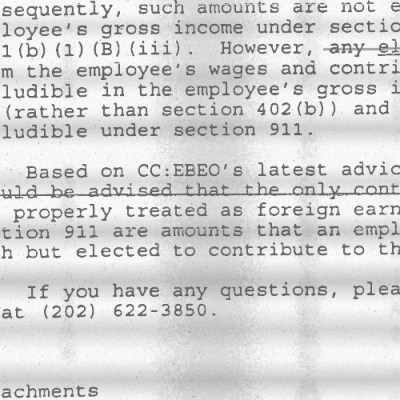 sequently, such amounts are not e
loyee's gross income under sectio
1(b)(1)(B)(iii). However, any el
m the employee's wages and contri
ludible in the employee's gross i
(rather than section 402(b)) and
ludible under section 911.
Based on CC:EBEO's latest advic
uld be advised that the only cont
properly treated as foreign earn
tion 911 are amounts that an empl
h but elected to contribute to th
If you have any questions, plea
at (202) 622-3850.
achments